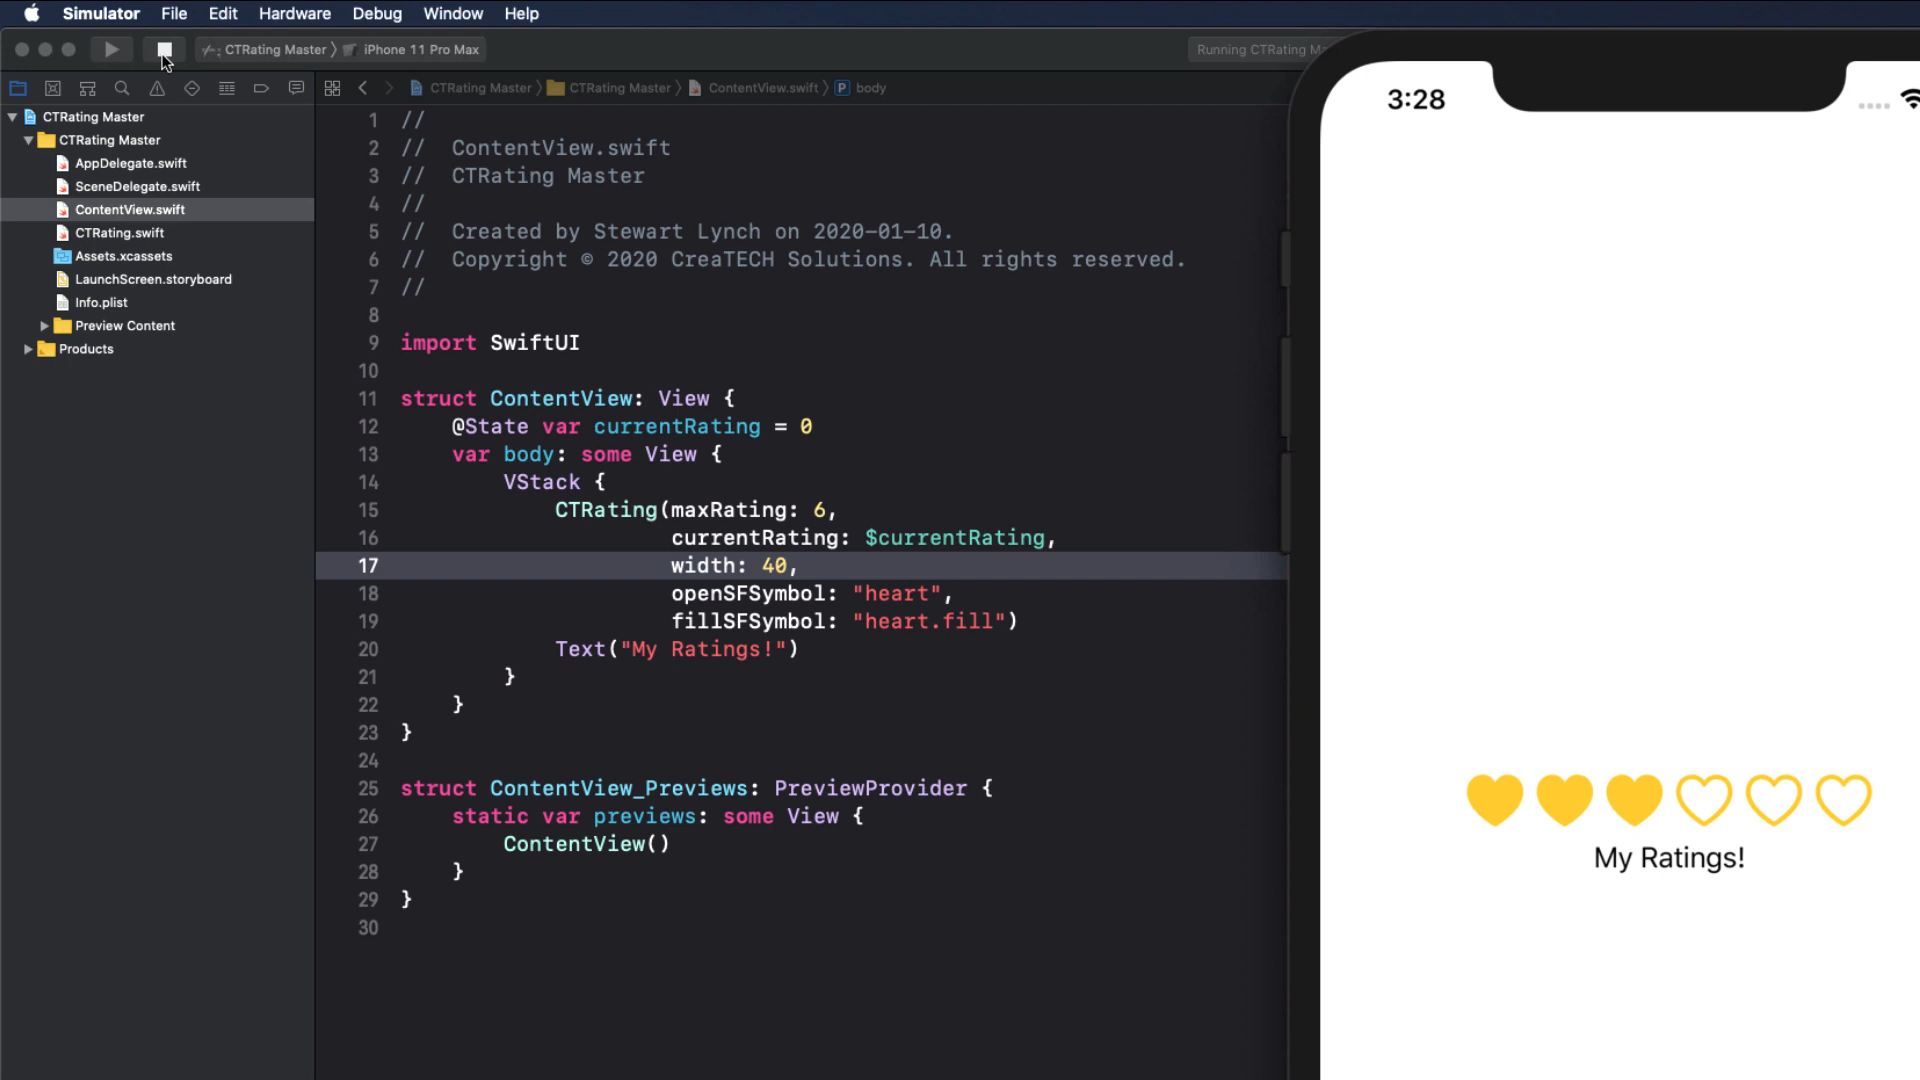 Simulator File Edit Hardware Debug Window Help
CTRating Master 〉 iPhone 11 Pro Max
Running CTRating Ma
CTRating Master 〉 CTRating Master 〉 ContentView.swift 〉 P body
CTRating Master
CTRating Master
AppDelegate.swift
SceneDelegate.swift
ContentView.swift
CTRating.swift
Assets.xcassets
LaunchScreen.storyboard
Info.plist
Preview Content
Products
1 //
2 // ContentView.swift
3 // CTRating Master
4 //
5 // Created by Stewart Lynch on 2020-01-10.
6 // Copyright © 2020 CreaTECH Solutions. All rights reserved.
7 //
8
9 import SwiftUI
10
11 struct ContentView: View {
12 @State var currentRating = 0
13 var body: some View {
14 VStack {
15 CTRating(maxRating: 6,
16 currentRating: $currentRating,
17 width: 40,
18 openSFSymbol: "heart",
19 fillSFSymbol: "heart.fill")
20 Text("My Ratings!")
21 }
22 }
23 }
24
25 struct ContentView_Previews: PreviewProvider {
26 static var previews: some View {
27 ContentView()
28 }
29 }
30
3:28
My Ratings!